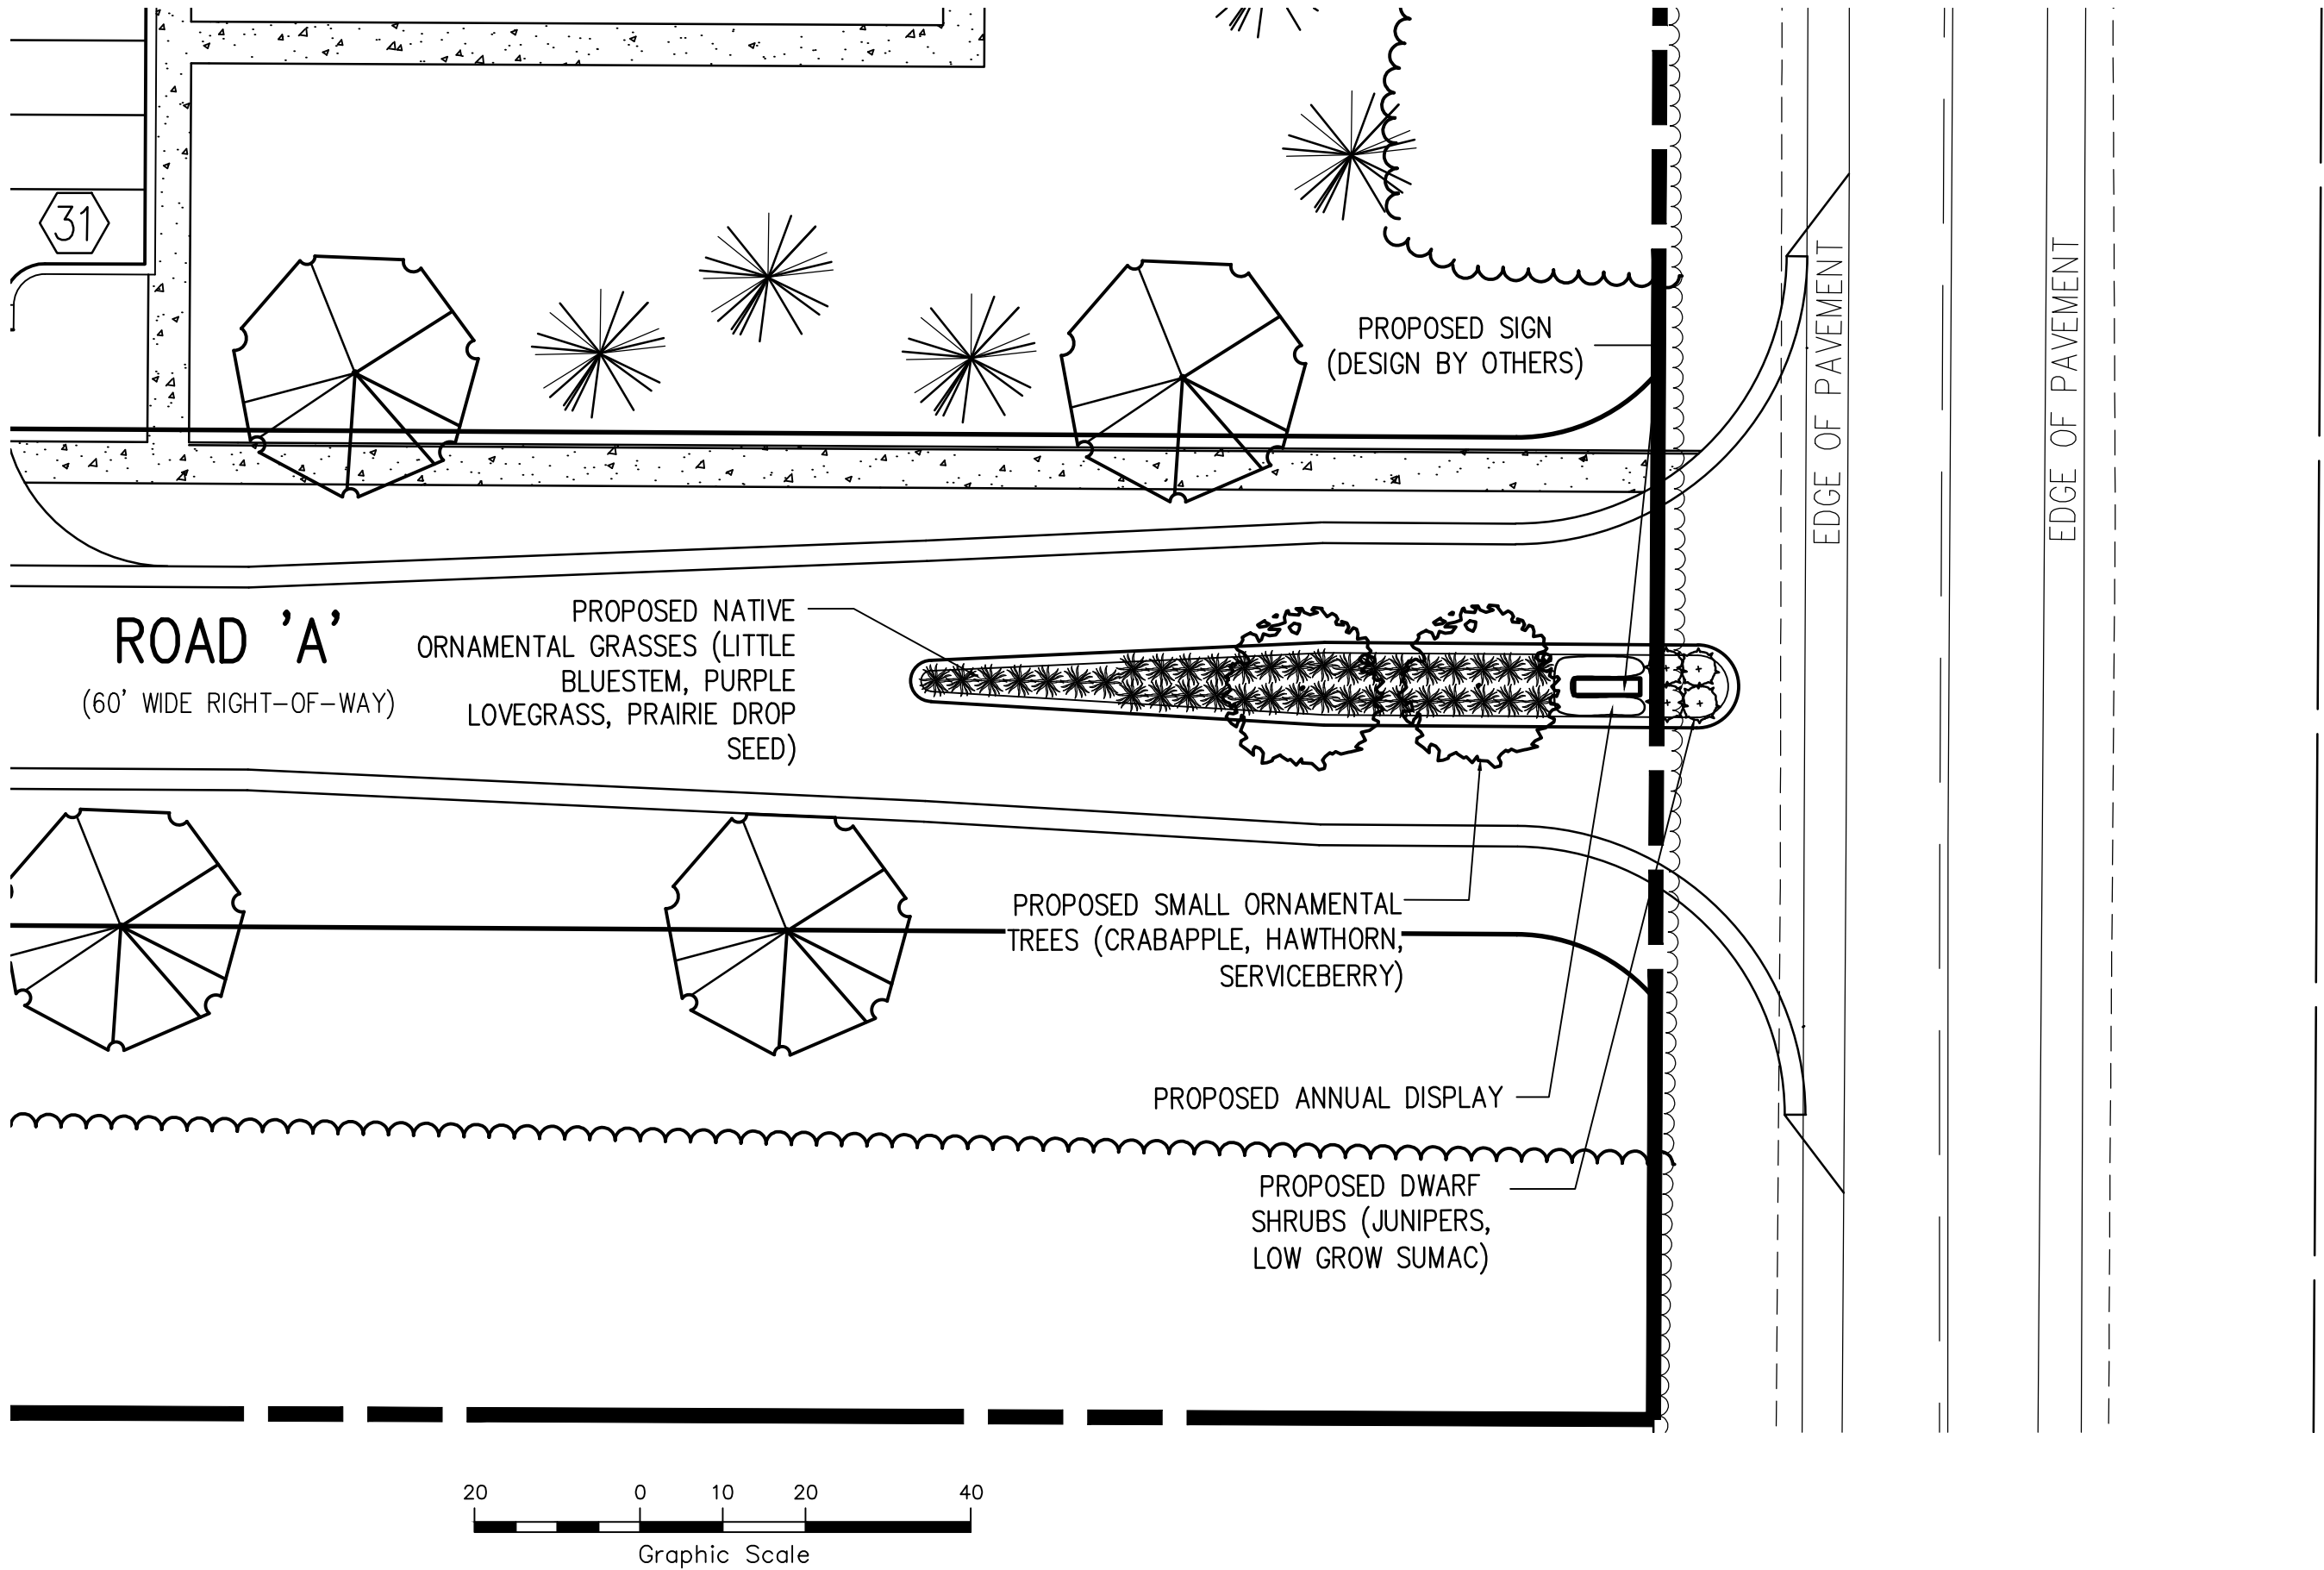 31
PROPOSED SIGN
(DESIGN BY OTHERS)
EDGE OF PAVEMENT
EDGE OF PAVEMENT
ROAD 'A'
(60' WIDE RIGHT-OF-WAY)
PROPOSED NATIVE
ORNAMENTAL GRASSES (LITTLE
BLUESTEM, PURPLE
LOVEGRASS, PRAIRIE DROP
SEED)
PROPOSED SMALL ORNAMENTAL
TREES (CRABAPPLE, HAWTHORN,
SERVICEBERRY)
PROPOSED ANNUAL DISPLAY
PROPOSED DWARF
SHRUBS (JUNIPERS,
LOW GROW SUMAC)
20 0 10 20 40
Graphic Scale